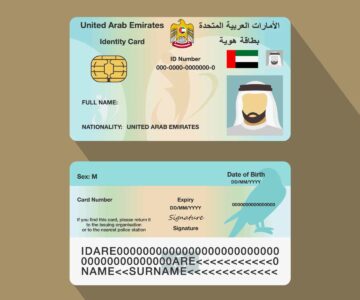 United Arab Emirates
الأمارات العربية المتحدة
Identity Card
بطاقة هوية
ID Number
000-0000-0000000-0
FULL NAME:
NATIONALITY: UNITED ARAB EMIRATES
Sex: M
Date of Birth
DD/MM/YYYY
Card Number
Expiry
DD/MM/YYYY
Signature
Signature
If you find this card, please return it
to the issuing organisation
or to the nearest police station
IDARE0000000000000000000000000
00000000000ARE<<<<<<<<<<<0
NAME<<SURNAME<<<<<<<<<<<<<